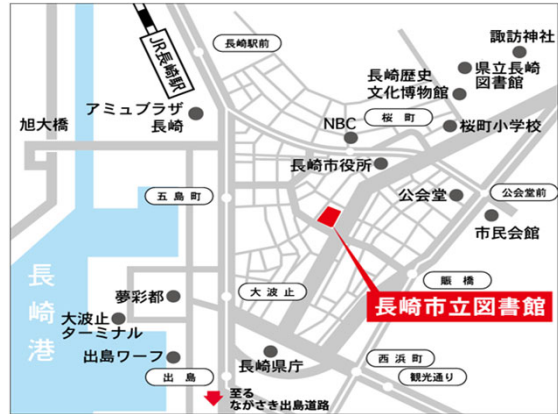 JR長崎駅
長崎駅前
諏訪神社
県立長崎
図書館
長崎歴史
文化博物館
アミュプラザ
長崎
旭大橋
NBC
桜町
桜町小学校
長崎市役所
五島町
公会堂
公会堂前
市民会館
長崎港
夢彩都
大波止
賑橋
長崎市立図書館
大波止
ターミナル
出島ワーフ
長崎県庁
西浜町
出島
観光通り
至る
ながさき出島道路